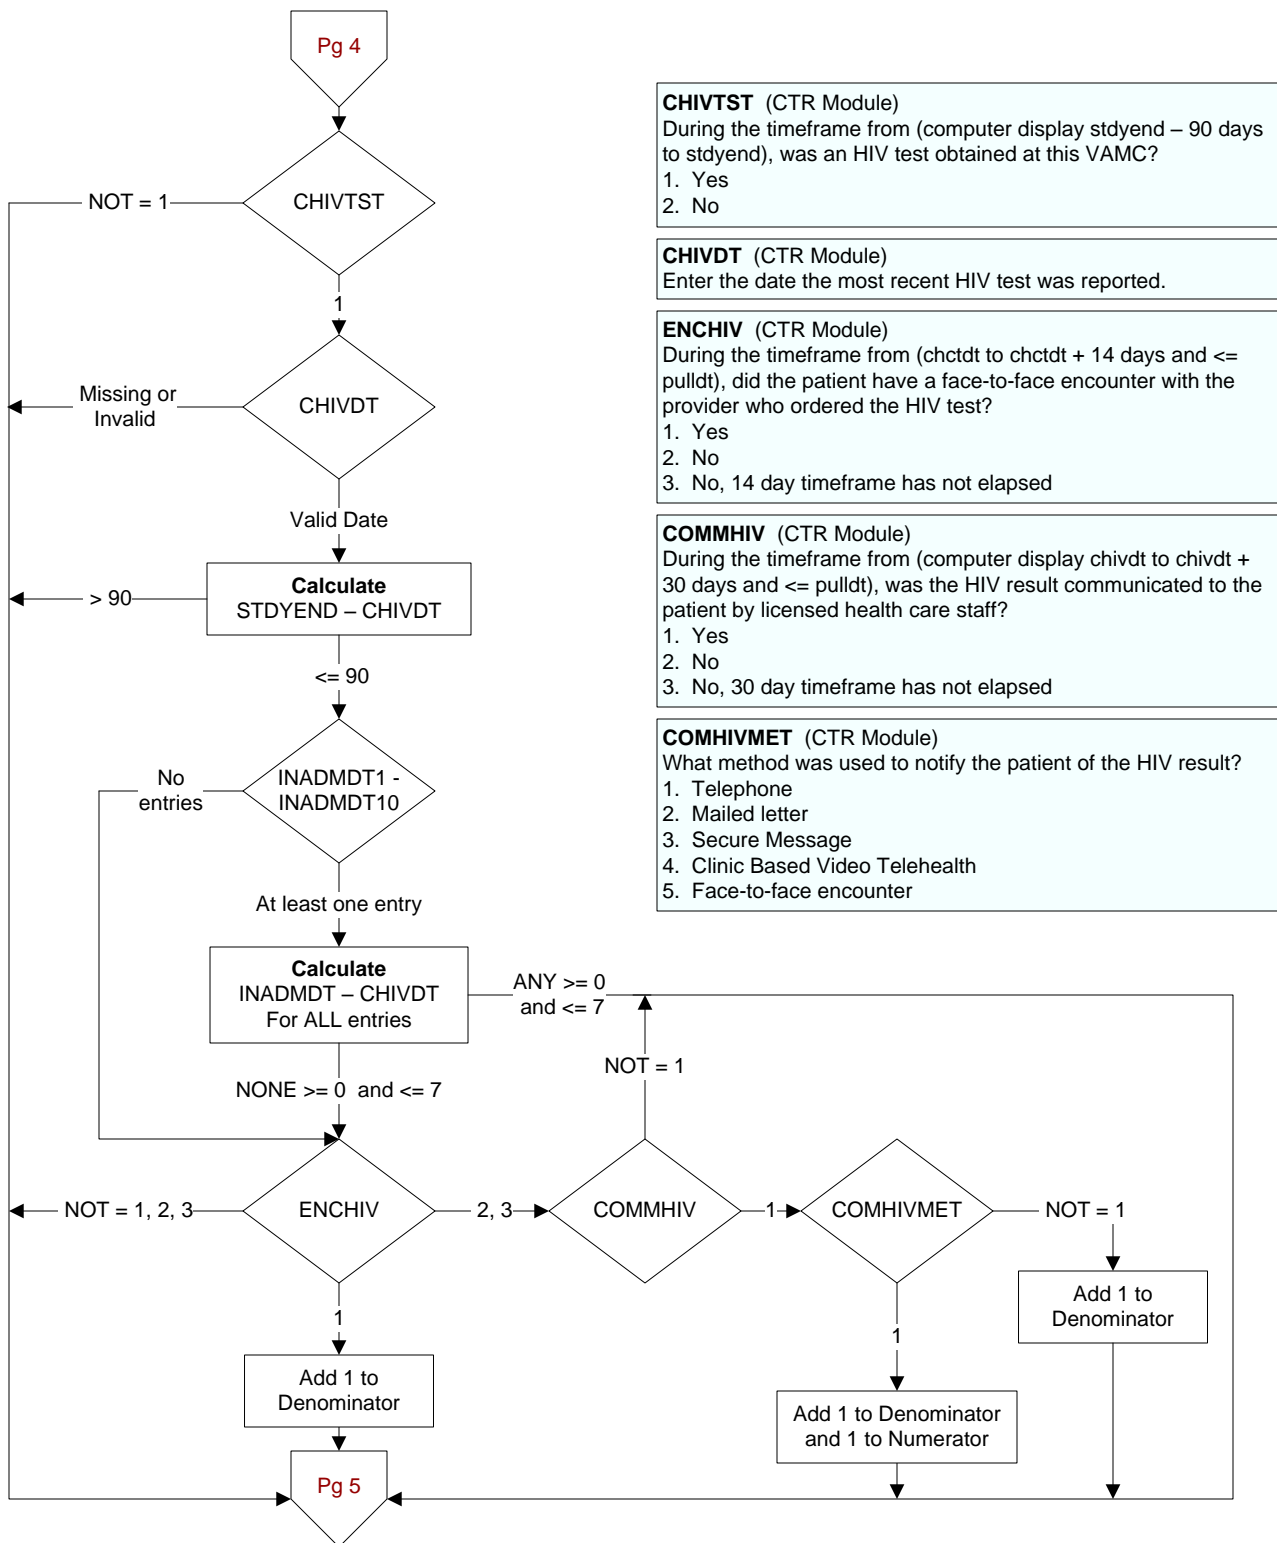 Pg 4
CHIVTST
NOT = 1
1
CHIVDT
Missing or
Invalid
Valid Date
Calculate
STDYEND – CHIVDT
> 90
<= 90
INADMDT1 -
INADMDT10
No
entries
At least one entry
Calculate
INADMDT – CHIVDT
For ALL entries
ANY >= 0
and <= 7
NONE >= 0 and <= 7
NOT = 1
ENCHIV
NOT = 1, 2, 3
2, 3
COMMHIV
1
COMHIVMET
NOT = 1
Add 1 to
Denominator
1
1
Add 1 to
Denominator
Add 1 to Denominator
and 1 to Numerator
Pg 5
CHIVTST (CTR Module)
During the timeframe from (computer display stdyend – 90 days
to stdyend), was an HIV test obtained at this VAMC?
1. Yes
2. No
CHIVDT (CTR Module)
Enter the date the most recent HIV test was reported.
ENCHIV (CTR Module)
During the timeframe from (chctdt to chctdt + 14 days and <=
pulldt), did the patient have a face-to-face encounter with the
provider who ordered the HIV test?
1. Yes
2. No
3. No, 14 day timeframe has not elapsed
COMMHIV (CTR Module)
During the timeframe from (computer display chivdt to chivdt +
30 days and <= pulldt), was the HIV result communicated to the
patient by licensed health care staff?
1. Yes
2. No
3. No, 30 day timeframe has not elapsed
COMHIVMET (CTR Module)
What method was used to notify the patient of the HIV result?
1. Telephone
2. Mailed letter
3. Secure Message
4. Clinic Based Video Telehealth
5. Face-to-face encounter